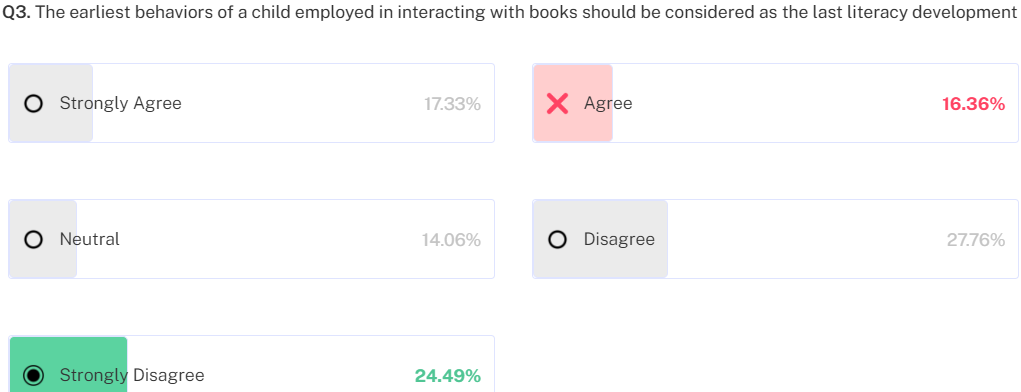 Q3. The earliest behaviors of a child employed in interacting with books should be considered as the last literacy development
Strongly Agree 17.33%
Agree 16.36%
Neutral 14.06%
Disagree 27.76%
Strongly Disagree 24.49%